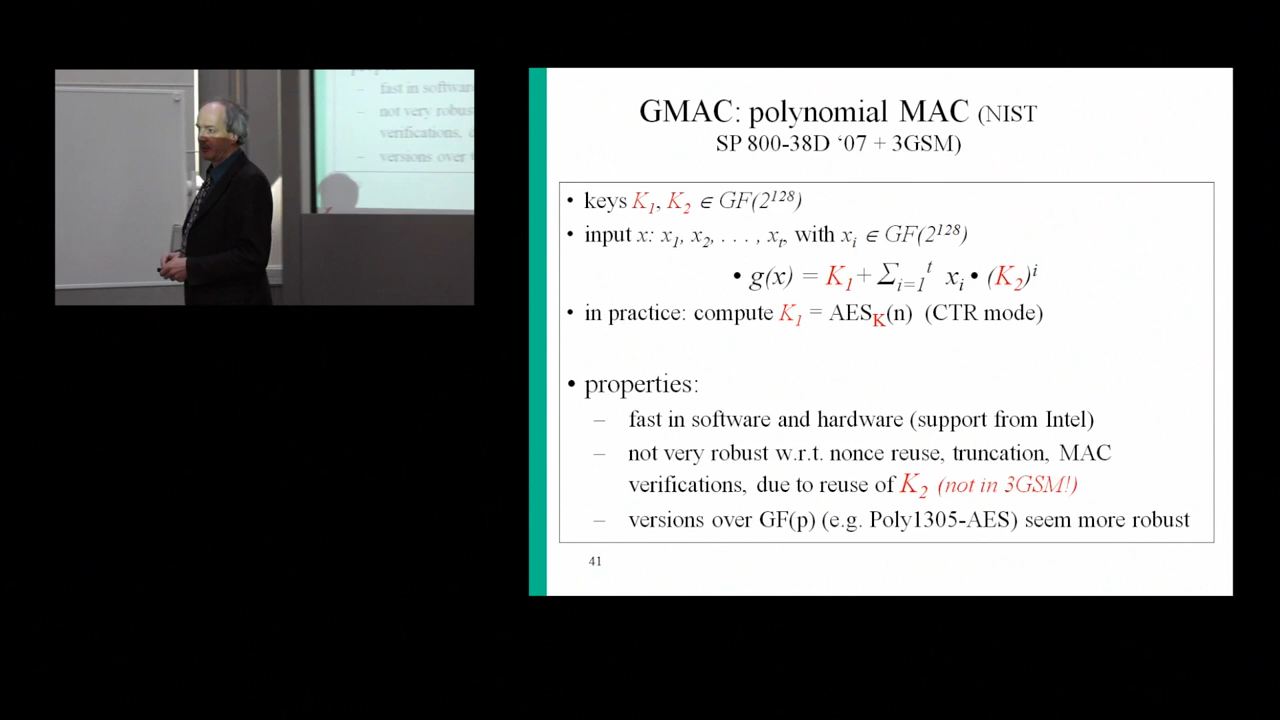 fast in softwar
not very robus
verifications,
versions over
GMAC: polynomial MAC (NIST
SP 800-38D ‘07 + 3GSM)
• keys K₁, K₂ ∈ GF(2¹²⁸)
• input x: x₁, x₂, . . . , xₜ, with xᵢ ∈ GF(2¹²⁸)
• g(x) = K₁ + Σᵢ₌₁ᵗ xᵢ • (K₂)ⁱ
• in practice: compute K₁ = AES_K(n) (CTR mode)
• properties:
– fast in software and hardware (support from Intel)
– not very robust w.r.t. nonce reuse, truncation, MAC
verifications, due to reuse of K₂ (not in 3GSM!)
– versions over GF(p) (e.g. Poly1305-AES) seem more robust
41